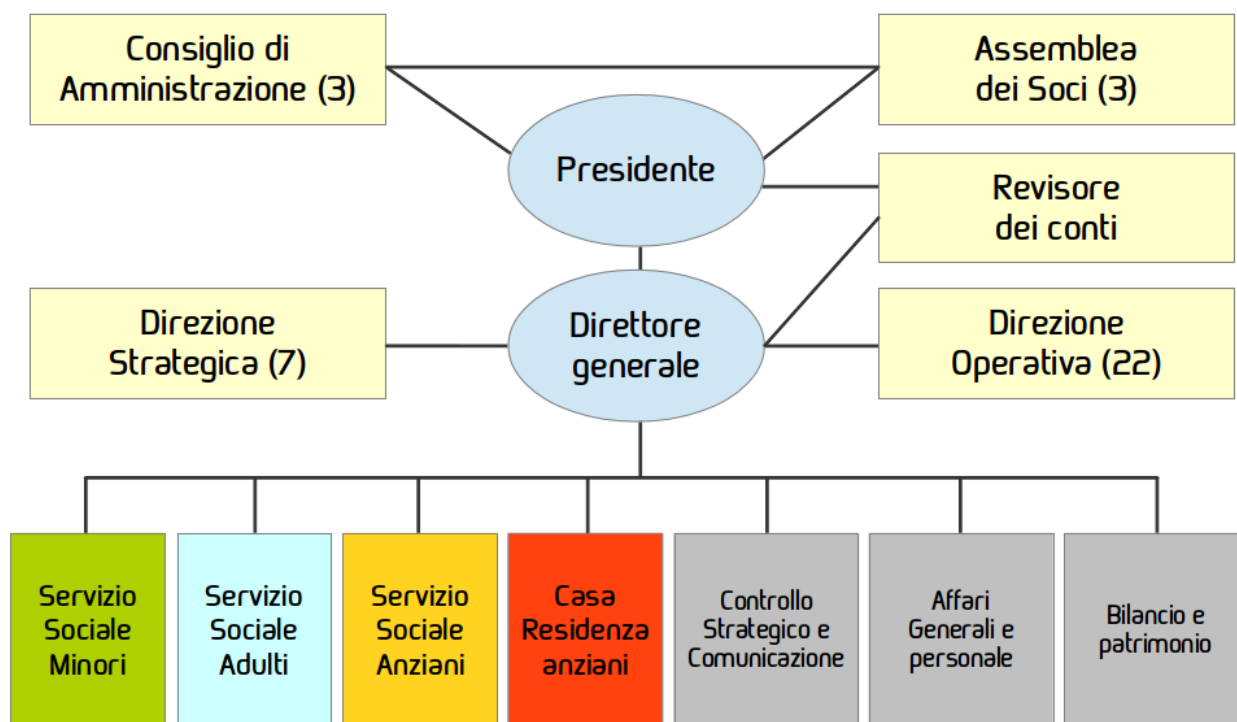 Consiglio di
Amministrazione (3)
Assemblea
dei Soci (3)
Presidente
Revisore
dei conti
Direzione
Strategica (7)
Direttore
generale
Direzione
Operativa (22)
Servizio
Sociale
Minori
Servizio
Sociale
Adulti
Servizio
Sociale
Anziani
Casa
Residenza
anziani
Controllo
Strategico e
Comunicazione
Affari
Generali e
personale
Bilancio e
patrimonio